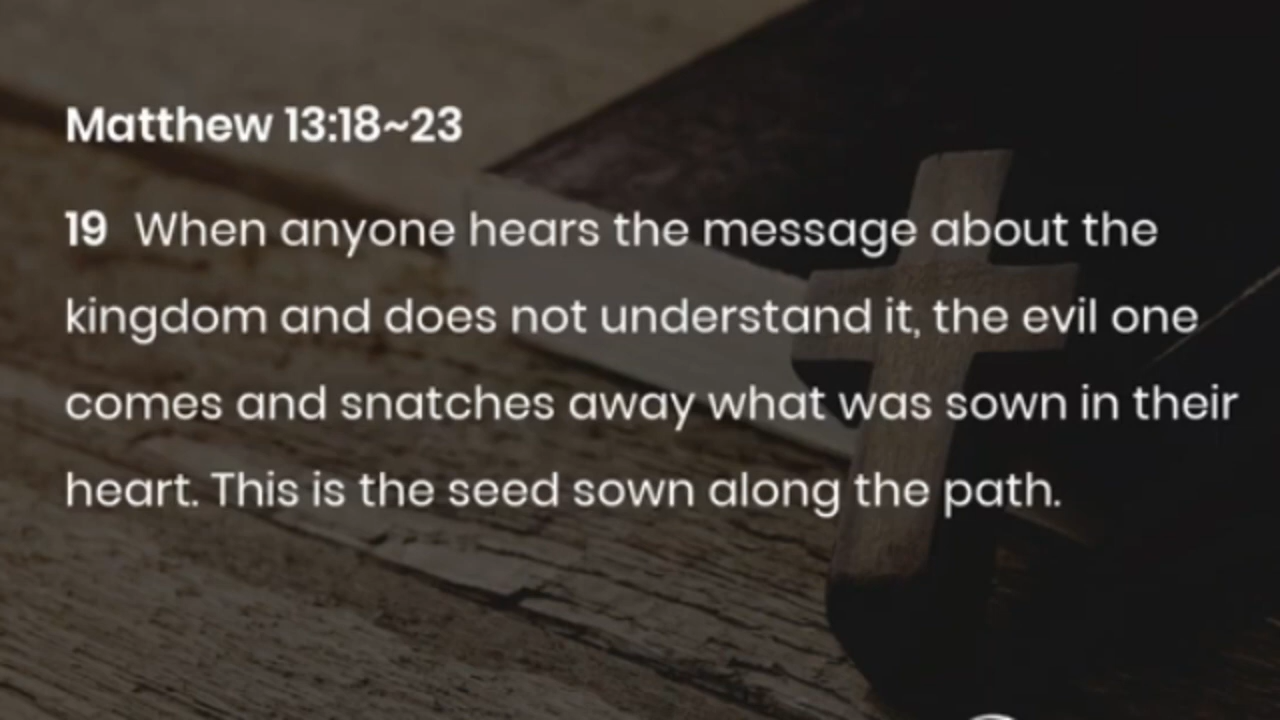 Matthew 13:18~23
19 When anyone hears the message about the
kingdom and does not understand it, the evil one
comes and snatches away what was sown in their
heart. This is the seed sown along the path.